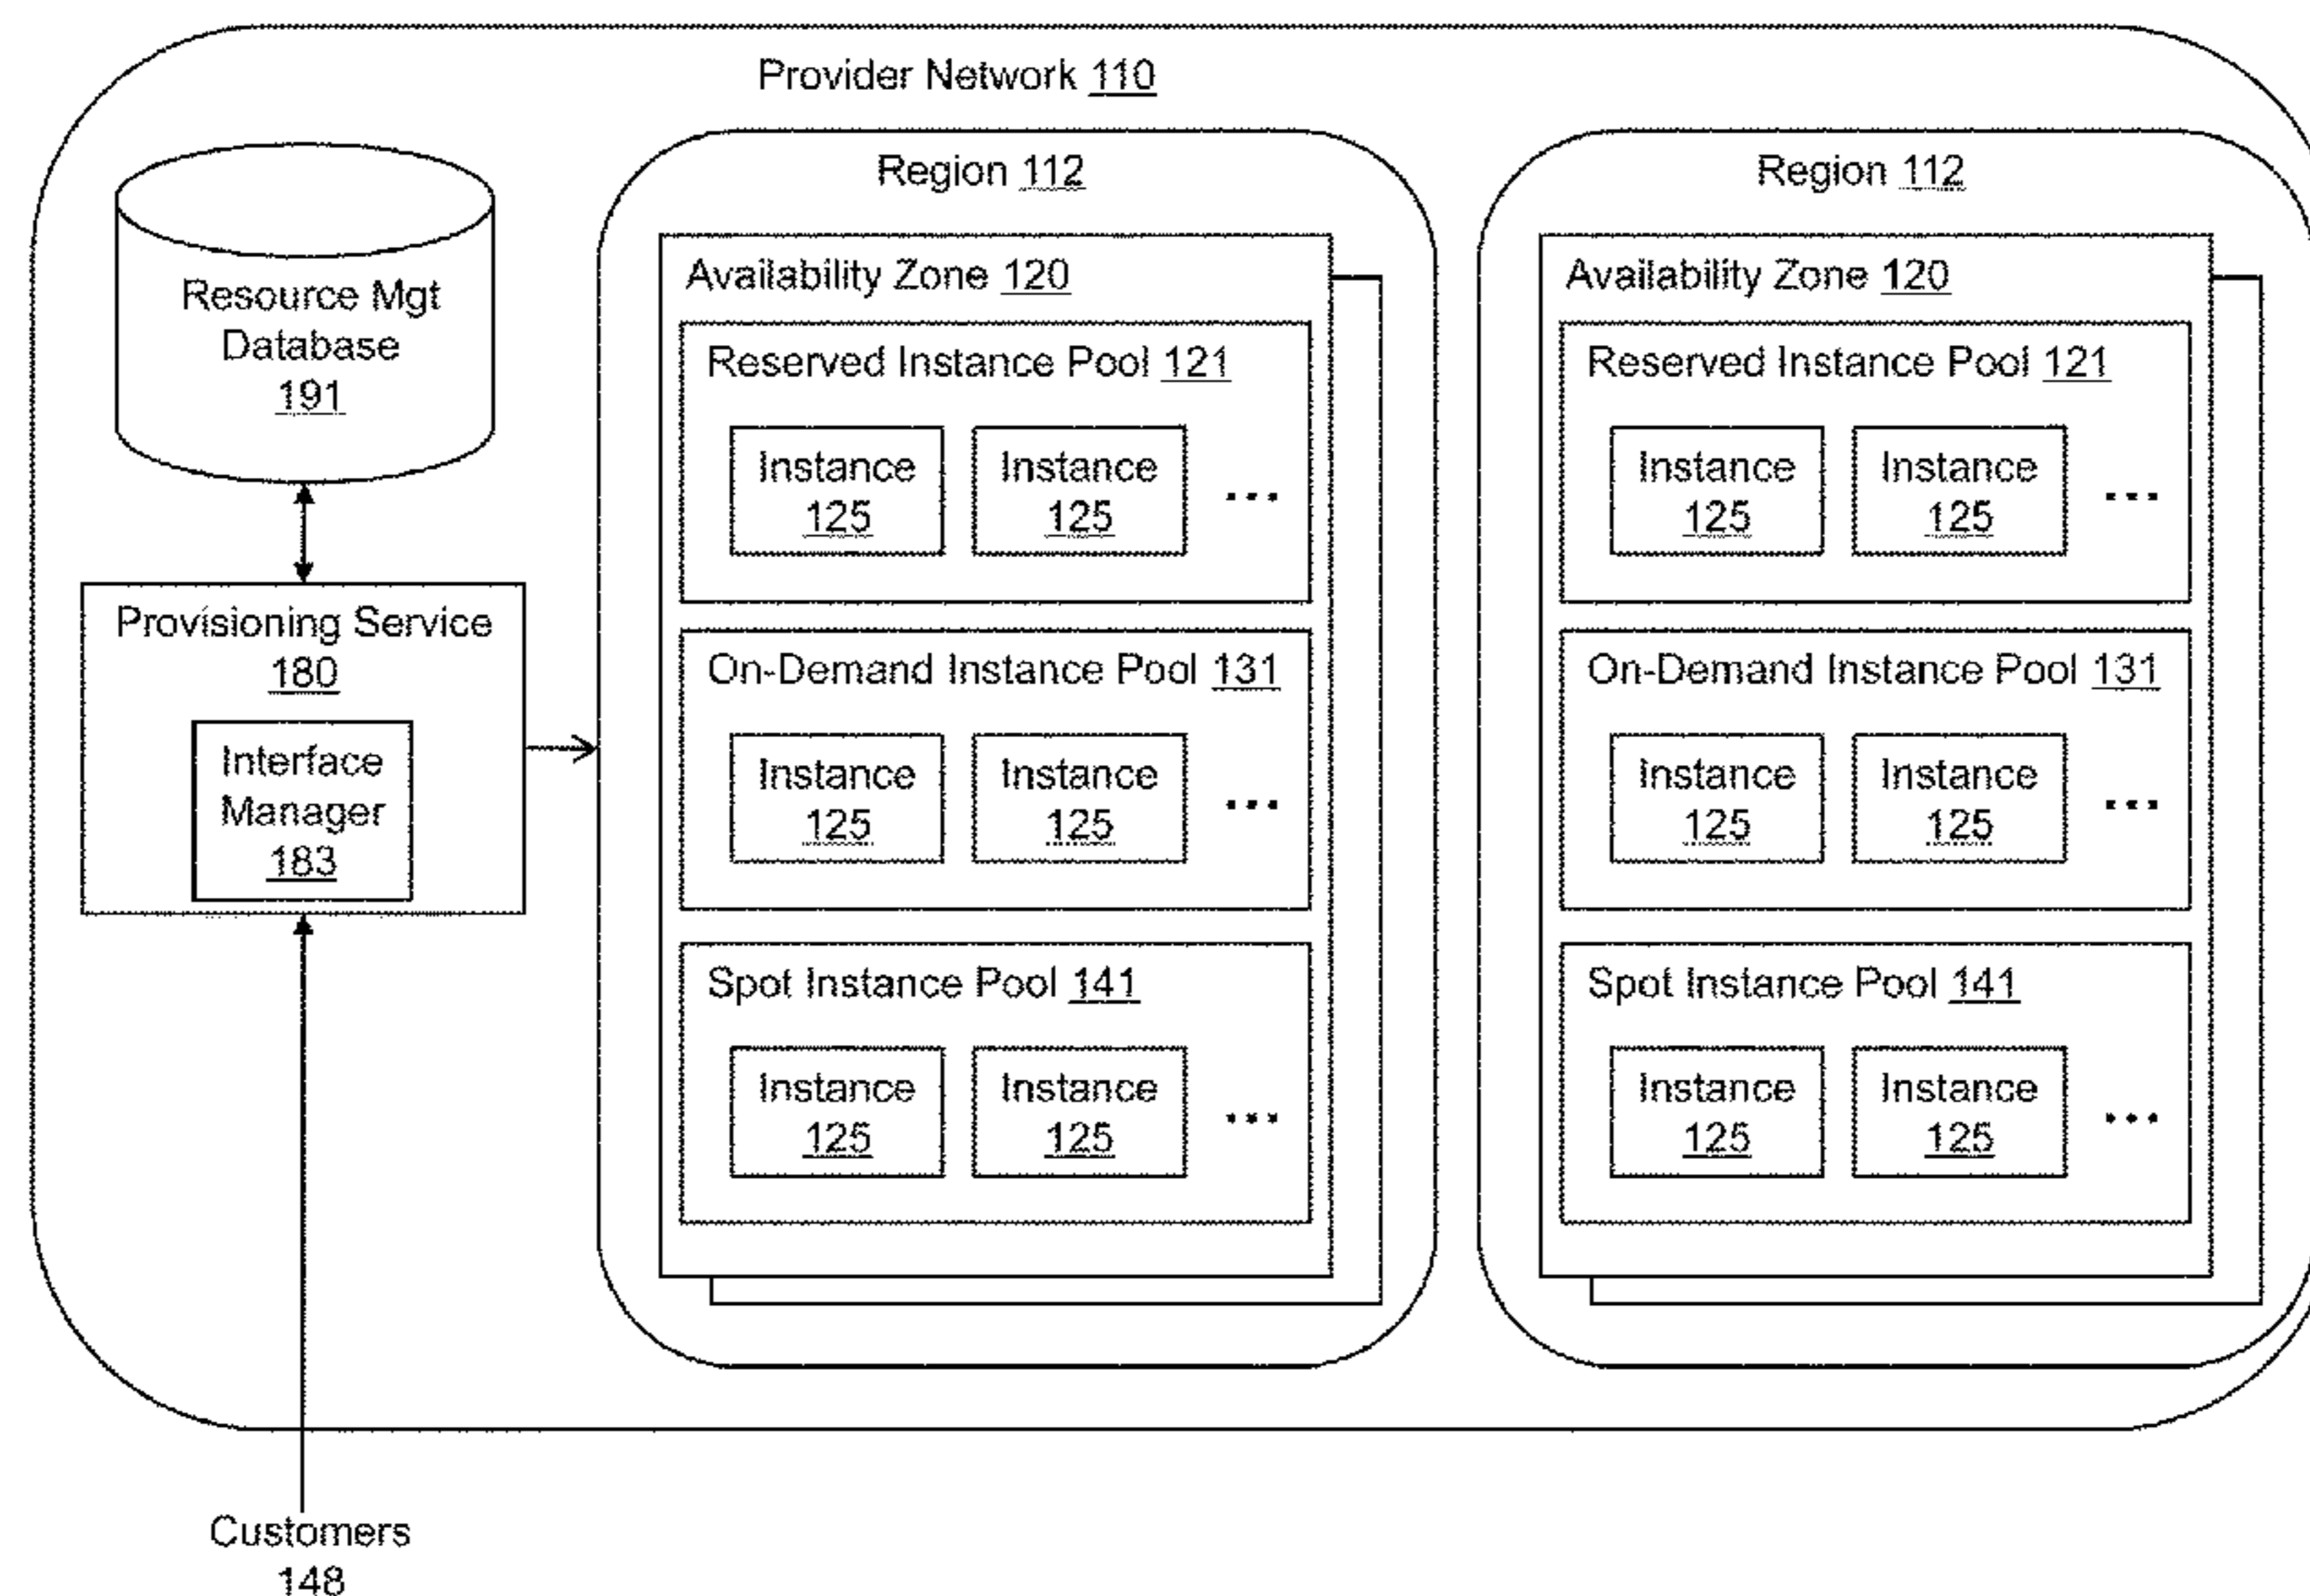 Provider Network 110
Resource Mgt
Database
191
Provisioning Service
180
Interface
Manager
183
Customers
148
Region 112
Availability Zone 120
Reserved Instance Pool 121
Instance
125
Instance
125
...
On-Demand Instance Pool 131
Instance
125
Instance
125
...
Spot Instance Pool 141
Instance
125
Instance
125
...
Region 112
Availability Zone 120
Reserved Instance Pool 121
Instance
125
Instance
125
...
On-Demand Instance Pool 131
Instance
125
Instance
125
...
Spot Instance Pool 141
Instance
125
Instance
125
...